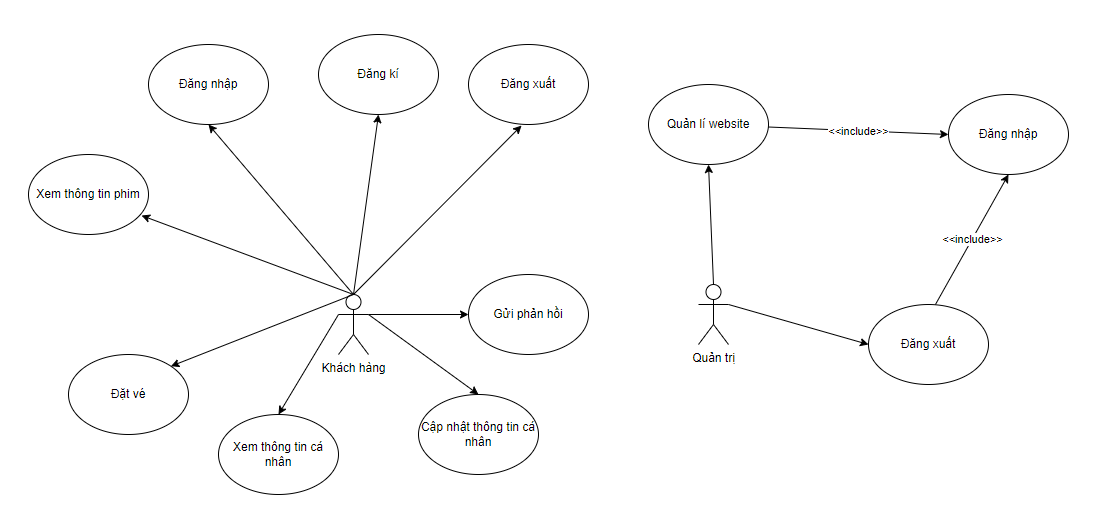 Đăng nhập
Đăng kí
Đăng xuất
Xem thông tin phim
Gửi phản hồi
Khách hàng
Đặt vé
Xem thông tin cá
nhân
Cập nhật thông tin cá
nhân
Quản lí website
<<include>>
Đăng nhập
<<include>>
Quản trị
Đăng xuất